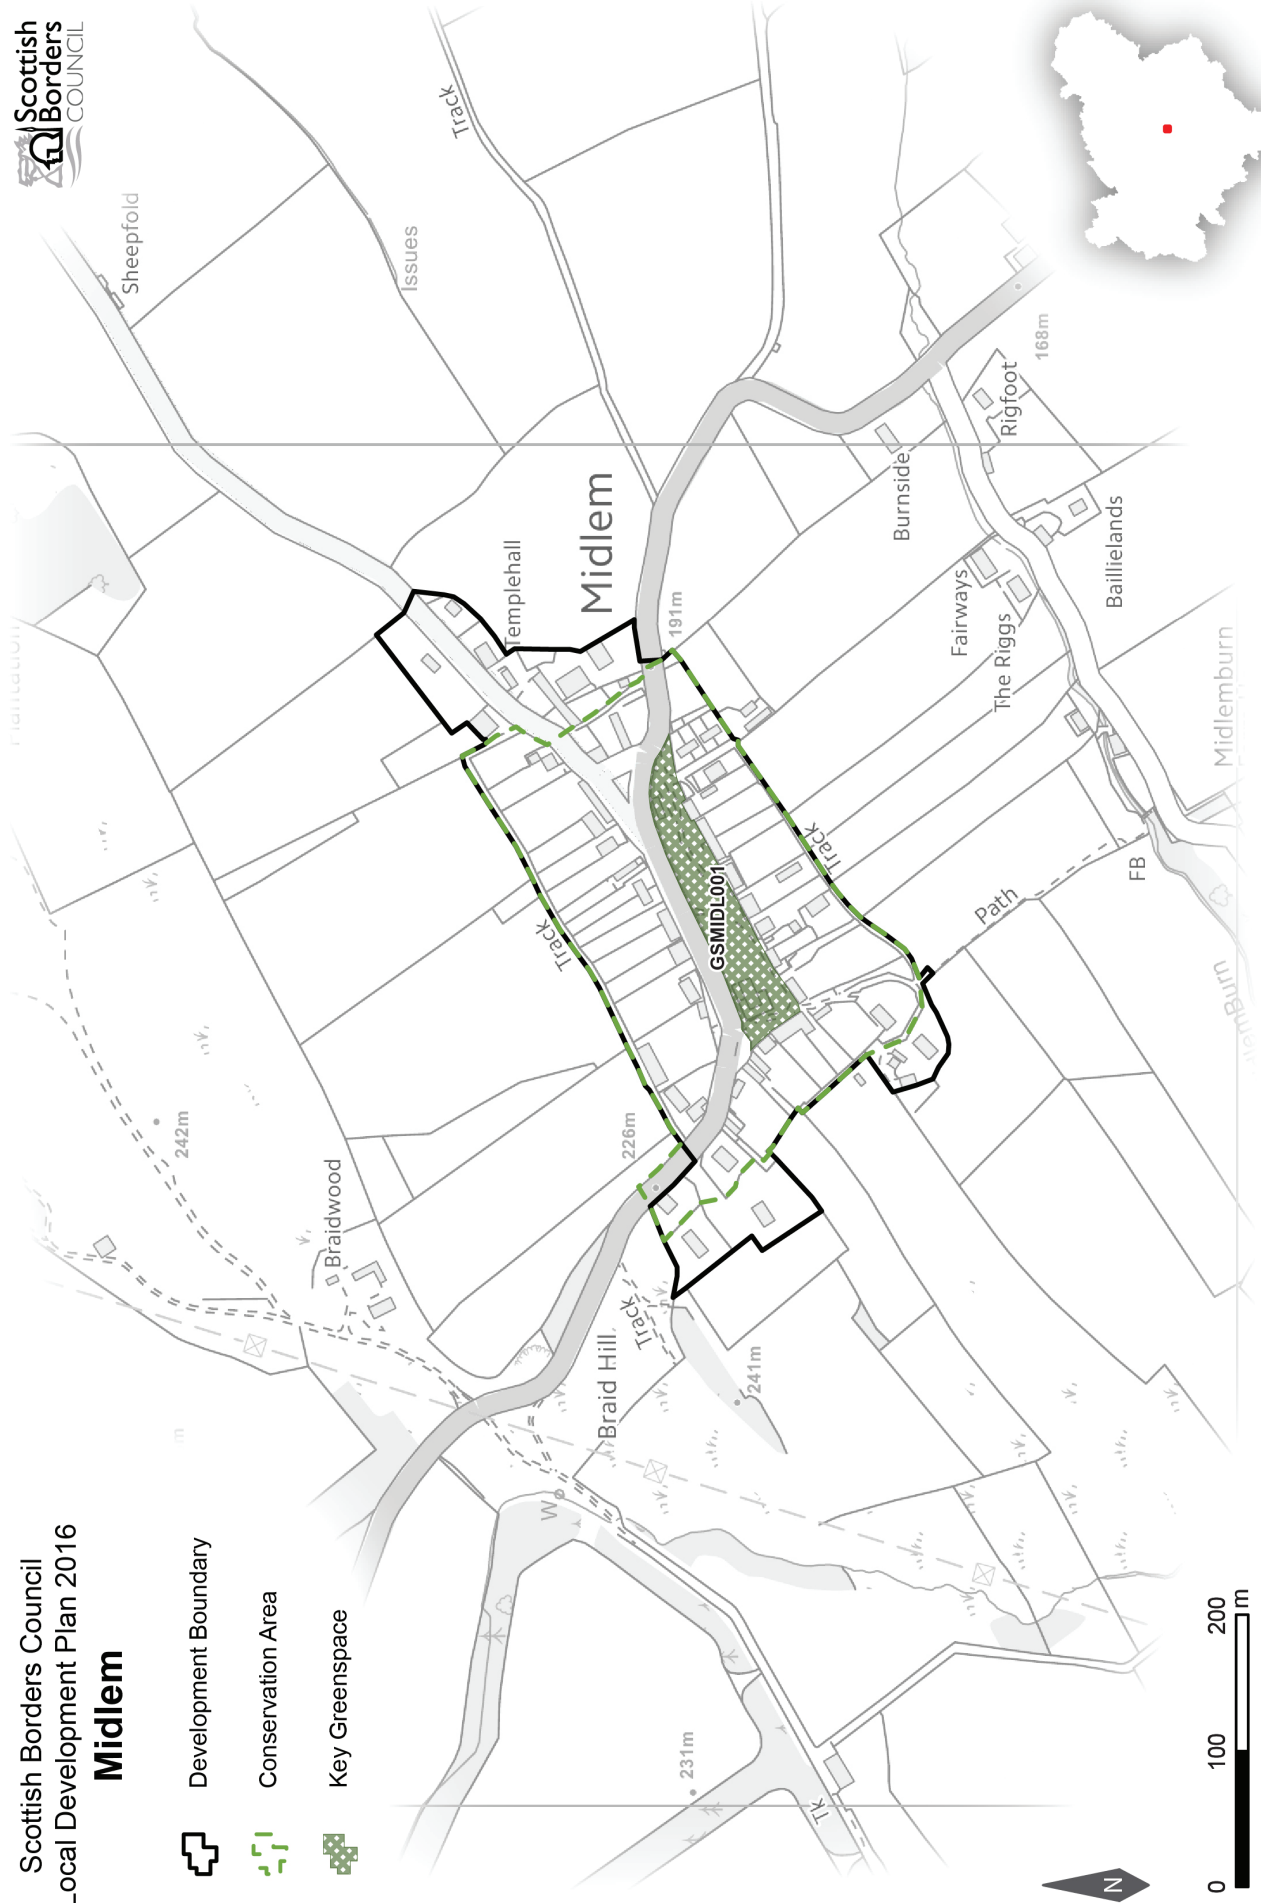 Scottish Borders Council
Local Development Plan 2016
Midlem
Development Boundary
Conservation Area
Key Greenspace
Scottish
Borders
COUNCIL
Sheepfold
Issues
Track
Templehall
Midlem
191m
Burnside
168m
Rigfoot
Fairways
The Riggs
Baillielands
Midlemburn
Track
Track
GSMIDL001
Path
FB
242m
226m
Braidwood
Braid Hill
Track
241m
W
231m
Tk
N
0
100
200
m